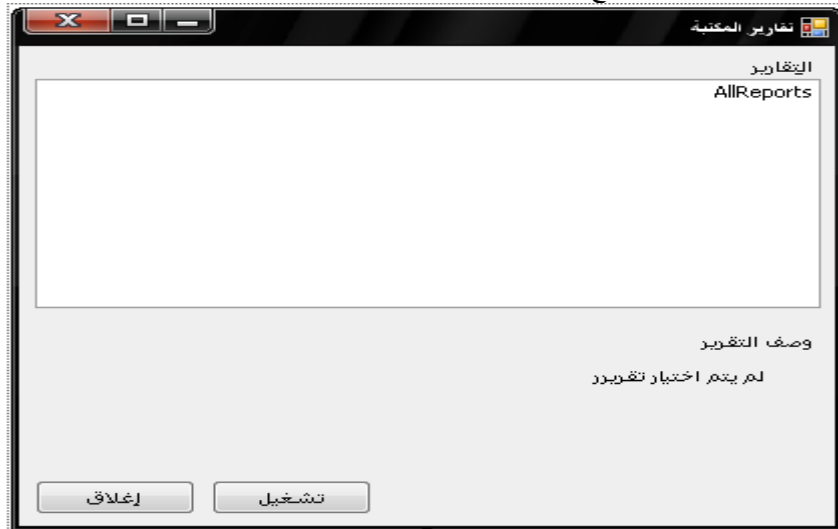 تقارير المكتبة
التقارير
AllReports
وصف التقرير
لم يتم اختيار تقريرر
تشغيل
إغلاق